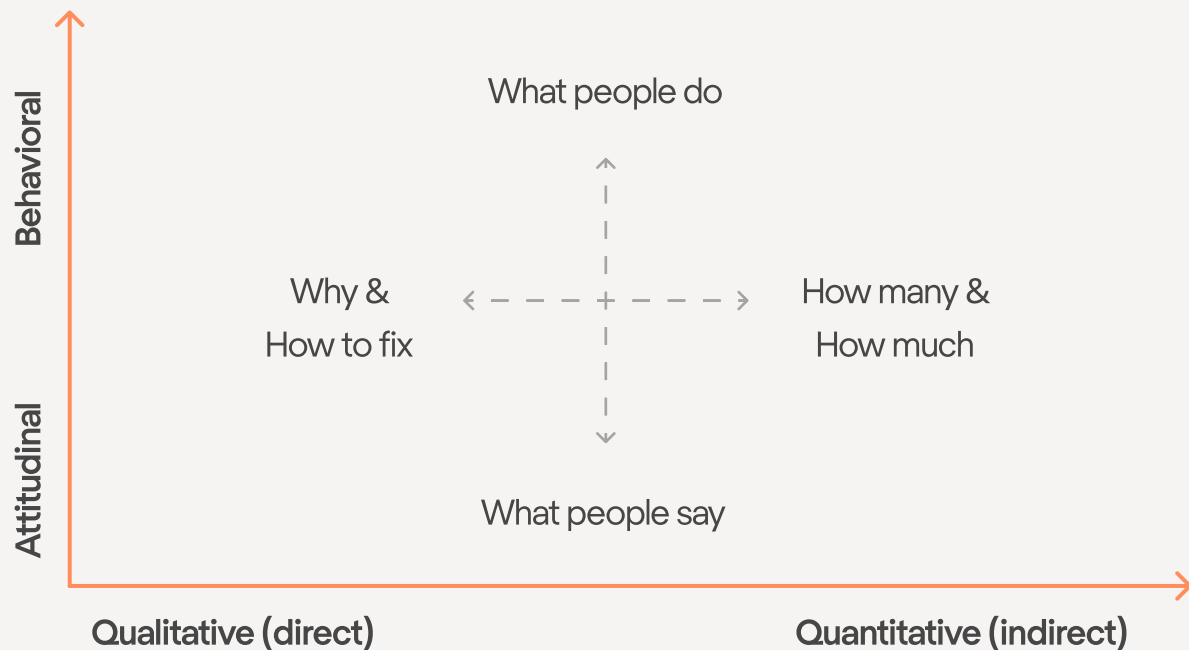 Behavioral
What people do
Why &
How to fix
How many &
How much
Attitudinal
What people say
Qualitative (direct)
Quantitative (indirect)